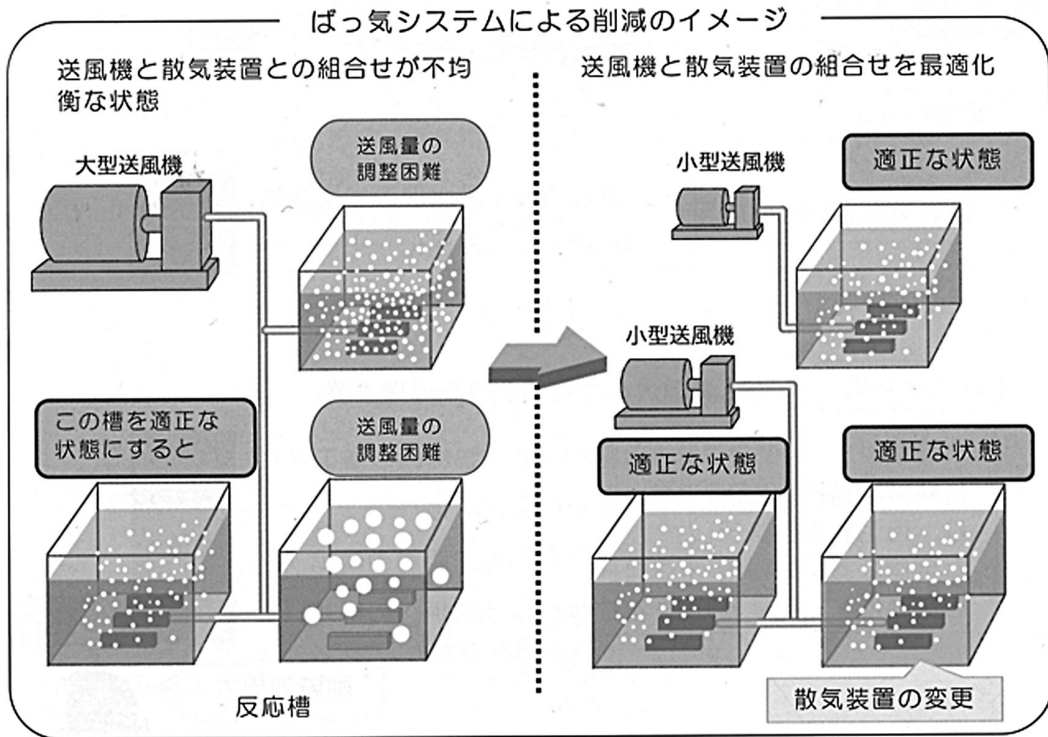 ばっ気システムによる削減のイメージ
送風機と散気装置との組合せが不均
衡な状態
大型送風機
送風量の
調整困難
この槽を適正な
状態にすると
送風量の
調整困難
反応槽
送風機と散気装置の組合せを最適化
小型送風機
適正な状態
小型送風機
適正な状態
適正な状態
散気装置の変更